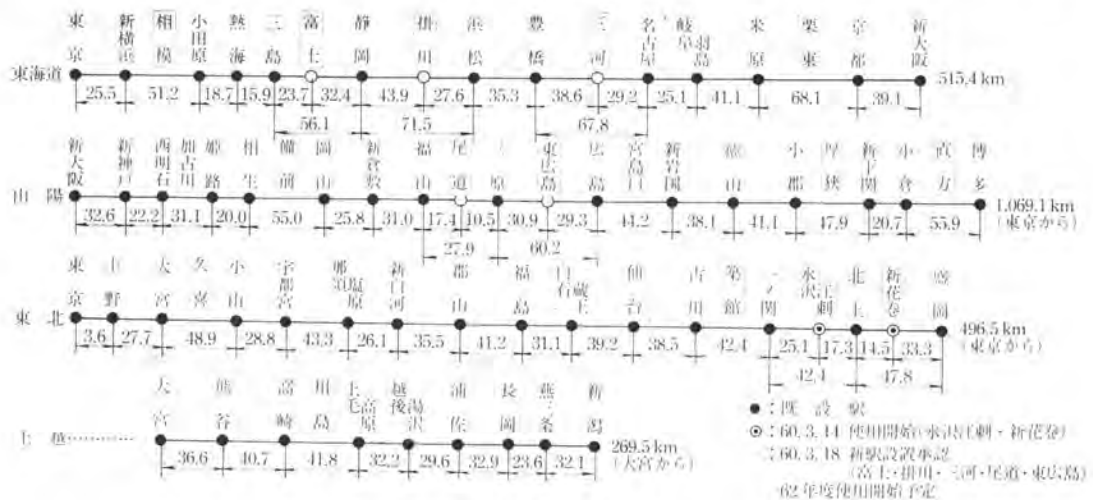 東京 新横浜 相模 小田原 熱海 三島 富士 静岡 掛川 浜松 豊橋 三河 名古屋 岐阜羽島 米原 栗東 京都 新大阪
東海道 515.4 km
25.5 51.2 18.7 15.9 23.7 32.4 43.9 27.6 35.3 38.6 29.2 25.1 41.1 68.1 39.1
56.1 71.5 67.8
新大阪 新神戸 西明石 加古川 姫路 相生 備前 岡山 新倉敷 福山 尾道 三原 東広島 広島 宮島口 新岩国 徳山 小郡 厚狭 新下関 小倉 直方 博多
山陽 1,069.1 km
(東京から)
32.6 22.2 31.1 20.0 55.0 25.8 31.0 17.4 10.5 30.9 29.3 44.2 38.1 41.1 47.9 20.7 55.9
27.9 60.2
東京 上野 大宮 久喜 小山 宇都宮 那須塩原 新白河 郡山 福島 白石蔵王 仙台 古川 築館 一ノ関 水沢江刺 北上 新花巻 盛岡
東北 496.5 km
(東京から)
3.6 27.7 48.9 28.8 43.3 26.1 35.5 41.2 31.1 39.2 38.5 42.4 25.1 17.3 14.5 33.3
42.4 47.8
大宮 熊谷 高崎 川島 上毛高原 越後湯沢 浦佐 長岡 燕三条 新潟
上越 269.5 km
(大宮から)
36.6 40.7 41.8 32.2 29.6 32.9 23.6 32.1
●:既設駅
⊙:60.3.14 使用開始(水沢江刺・新花巻)
:60.3.18 新駅設置承認
(富士・掛川・三河・尾道・東広島)
62年度使用開始予定